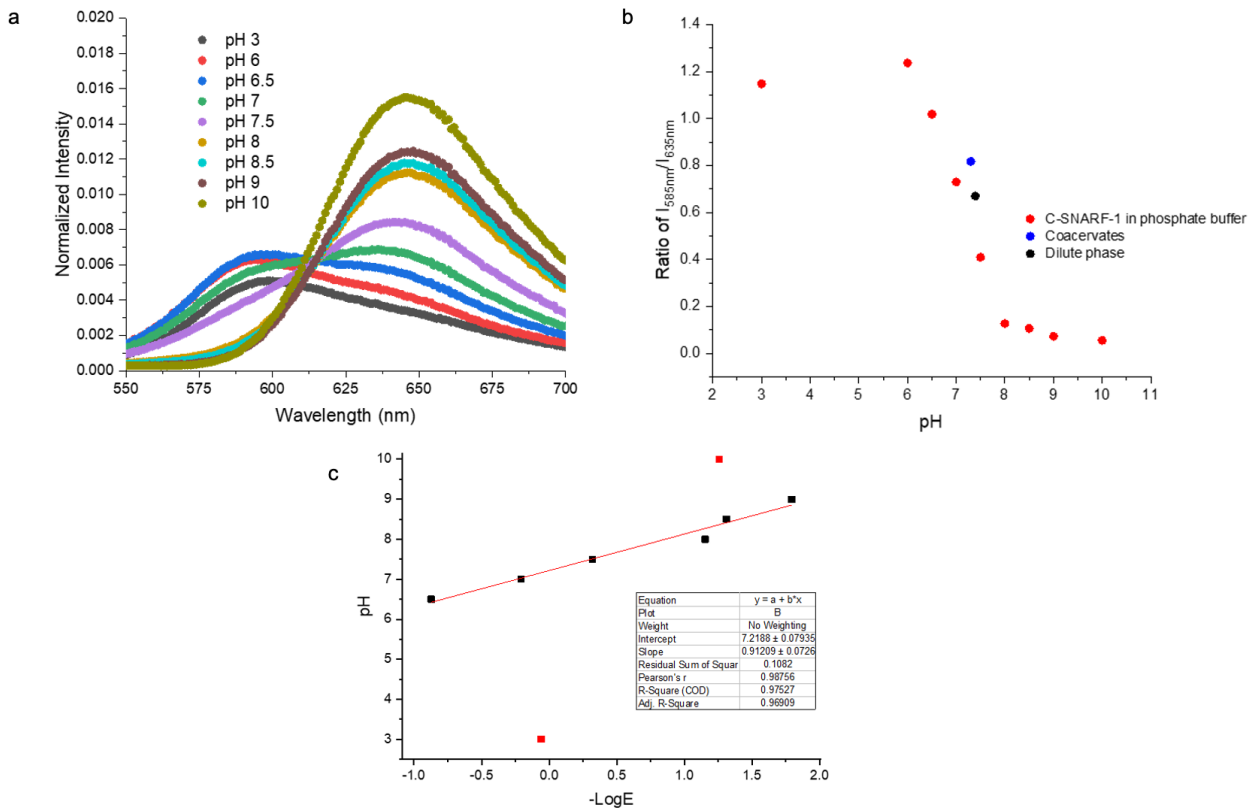 a
0.020
0.018
0.016
0.014
0.012
0.010
0.008
0.006
0.004
0.002
0.000
Normalized Intensity
pH 3
pH 6
pH 6.5
pH 7
pH 7.5
pH 8
pH 8.5
pH 9
pH 10
550 575 600 625 650 675 700
Wavelength (nm)
b
1.4
1.2
1.0
0.8
0.6
0.4
0.2
0.0
Ratio of I585nm/I635nm
C-SNARF-1 in phosphate buffer
Coacervates
Dilute phase
2 3 4 5 6 7 8 9 10 11
pH
c
10
9
8
7
6
5
4
3
pH
Equation y = a + b*x
Plot B
Weight No Weighting
Intercept 7.2188 ± 0.07935
Slope 0.91209 ± 0.0726
Residual Sum of Squar 0.1082
Pearson's r 0.98756
R-Square (COD) 0.97527
Adj. R-Square 0.96909
-1.0 -0.5 0.0 0.5 1.0 1.5 2.0
-LogE